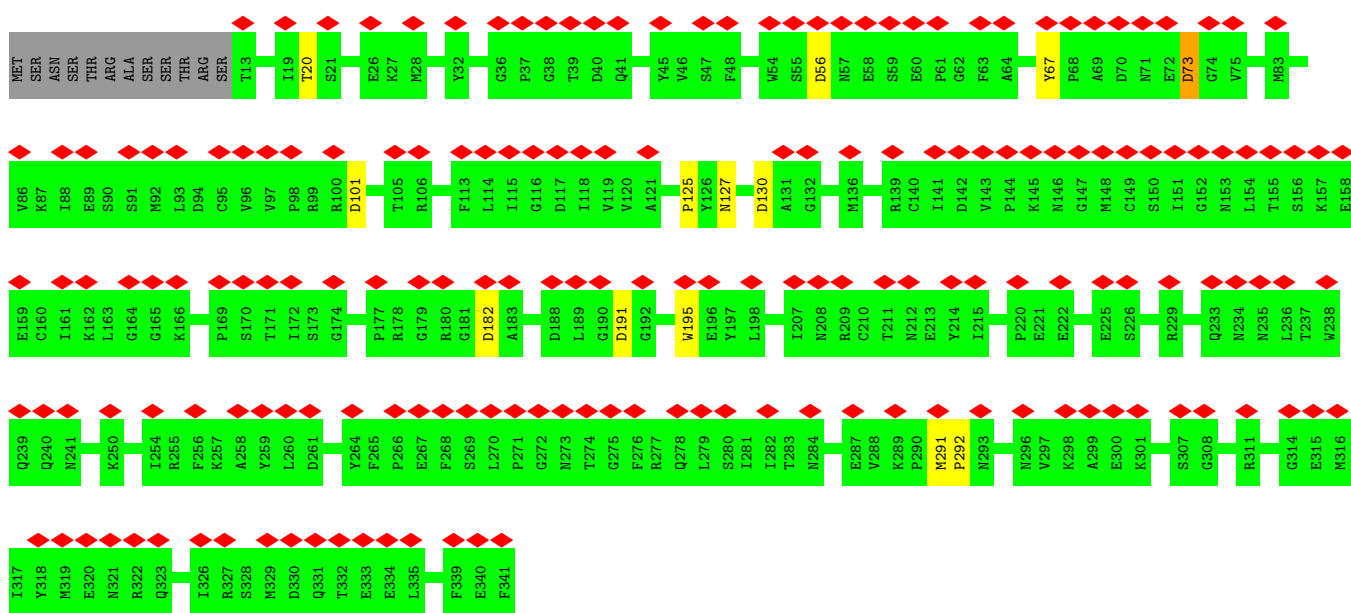 MET SER ASN SER THR ARG ALA SER SER THR ARG SER T13 I19 T20 S21 E26 K27 M28 Y32 G36 P37 G38 T39 D40 Q41 Y45 V46 S47 F48 W54 S55 D56 N57 E58 S59 E60 P61 G62 F63 A64 Y67 P68 A69 D70 N71 E72 D73 G74 V75 M83
V86 K87 I88 E89 S90 S91 M92 L93 D94 C95 V96 V97 P98 R99 R100 D101 T105 R106 F113 L114 I115 G116 D117 I118 V119 V120 A121 P125 Y126 N127 D130 A131 G132 M136 R139 C140 I141 D142 V143 P144 K145 N146 G147 M148 C149 S150 I151 G152 N153 L154 T155 S156 K157 E158
E159 C160 I161 K162 L163 G164 G165 K166 P169 S170 T171 I172 S173 G174 P177 R178 G179 R180 G181 D182 A183 D188 L189 G190 D191 G192 W195 E196 Y197 L198 I207 N208 R209 C210 T211 N212 E213 Y214 I215 P220 E221 E222 E225 S226 R229 Q233 N234 N235 L236 T237 W238
Q239 Q240 N241 K250 I254 R255 F256 K257 A258 Y259 L260 D261 Y264 F265 P266 E267 F268 S269 L270 P271 G272 N273 T274 G275 F276 R277 Q278 L279 S280 I281 I282 T283 N284 E287 V288 K289 P290 M291 P292 N293 N296 V297 K298 A299 E300 K301 S307 G308 R311 G314 E315 M316
I317 Y318 M319 E320 N321 R322 Q323 I326 R327 S328 M329 D330 Q331 T332 E333 E334 L335 F339 E340 F341